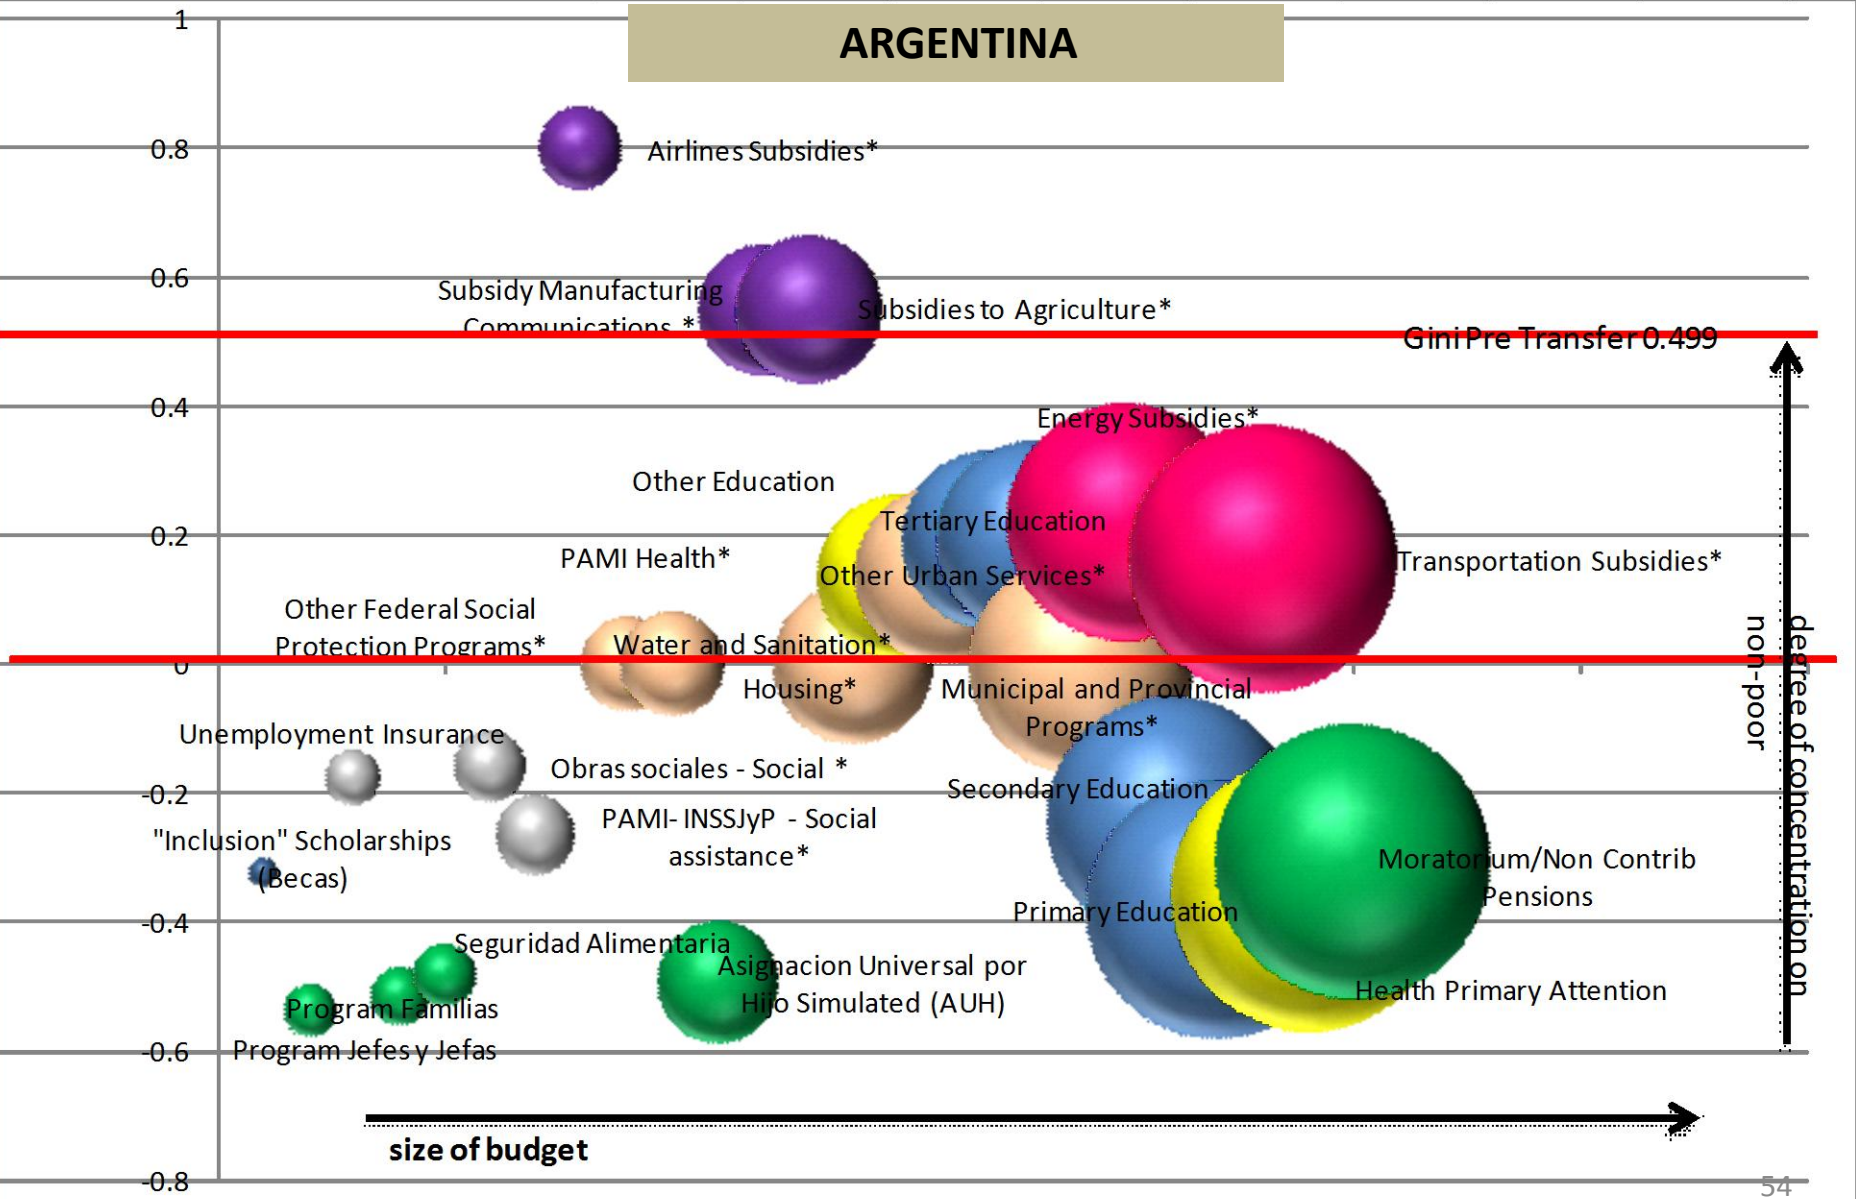 ARGENTINA
1
0.8
0.6
0.4
0.2
0
-0.2
-0.4
-0.6
-0.8
Airlines Subsidies*
Subsidy Manufacturing
Communications *
Subsidies to Agriculture*
Gini Pre Transfer 0.499
Energy Subsidies*
Other Education
Tertiary Education
PAMI Health*
Other Urban Services*
Transportation Subsidies*
Other Federal Social
Protection Programs*
Water and Sanitation*
Housing*
Municipal and Provincial
Programs*
Unemployment Insurance
Obras sociales - Social *
Secondary Education
PAMI- INSSJyP - Social
assistance*
"Inclusion" Scholarships
(Becas)
Moratorium/Non Contrib
Pensions
Primary Education
Seguridad Alimentaria
Asignacion Universal por
Hijo Simulated (AUH)
Health Primary Attention
Program Familias
Program Jefes y Jefas
degree of concentration on
non-poor
size of budget
54